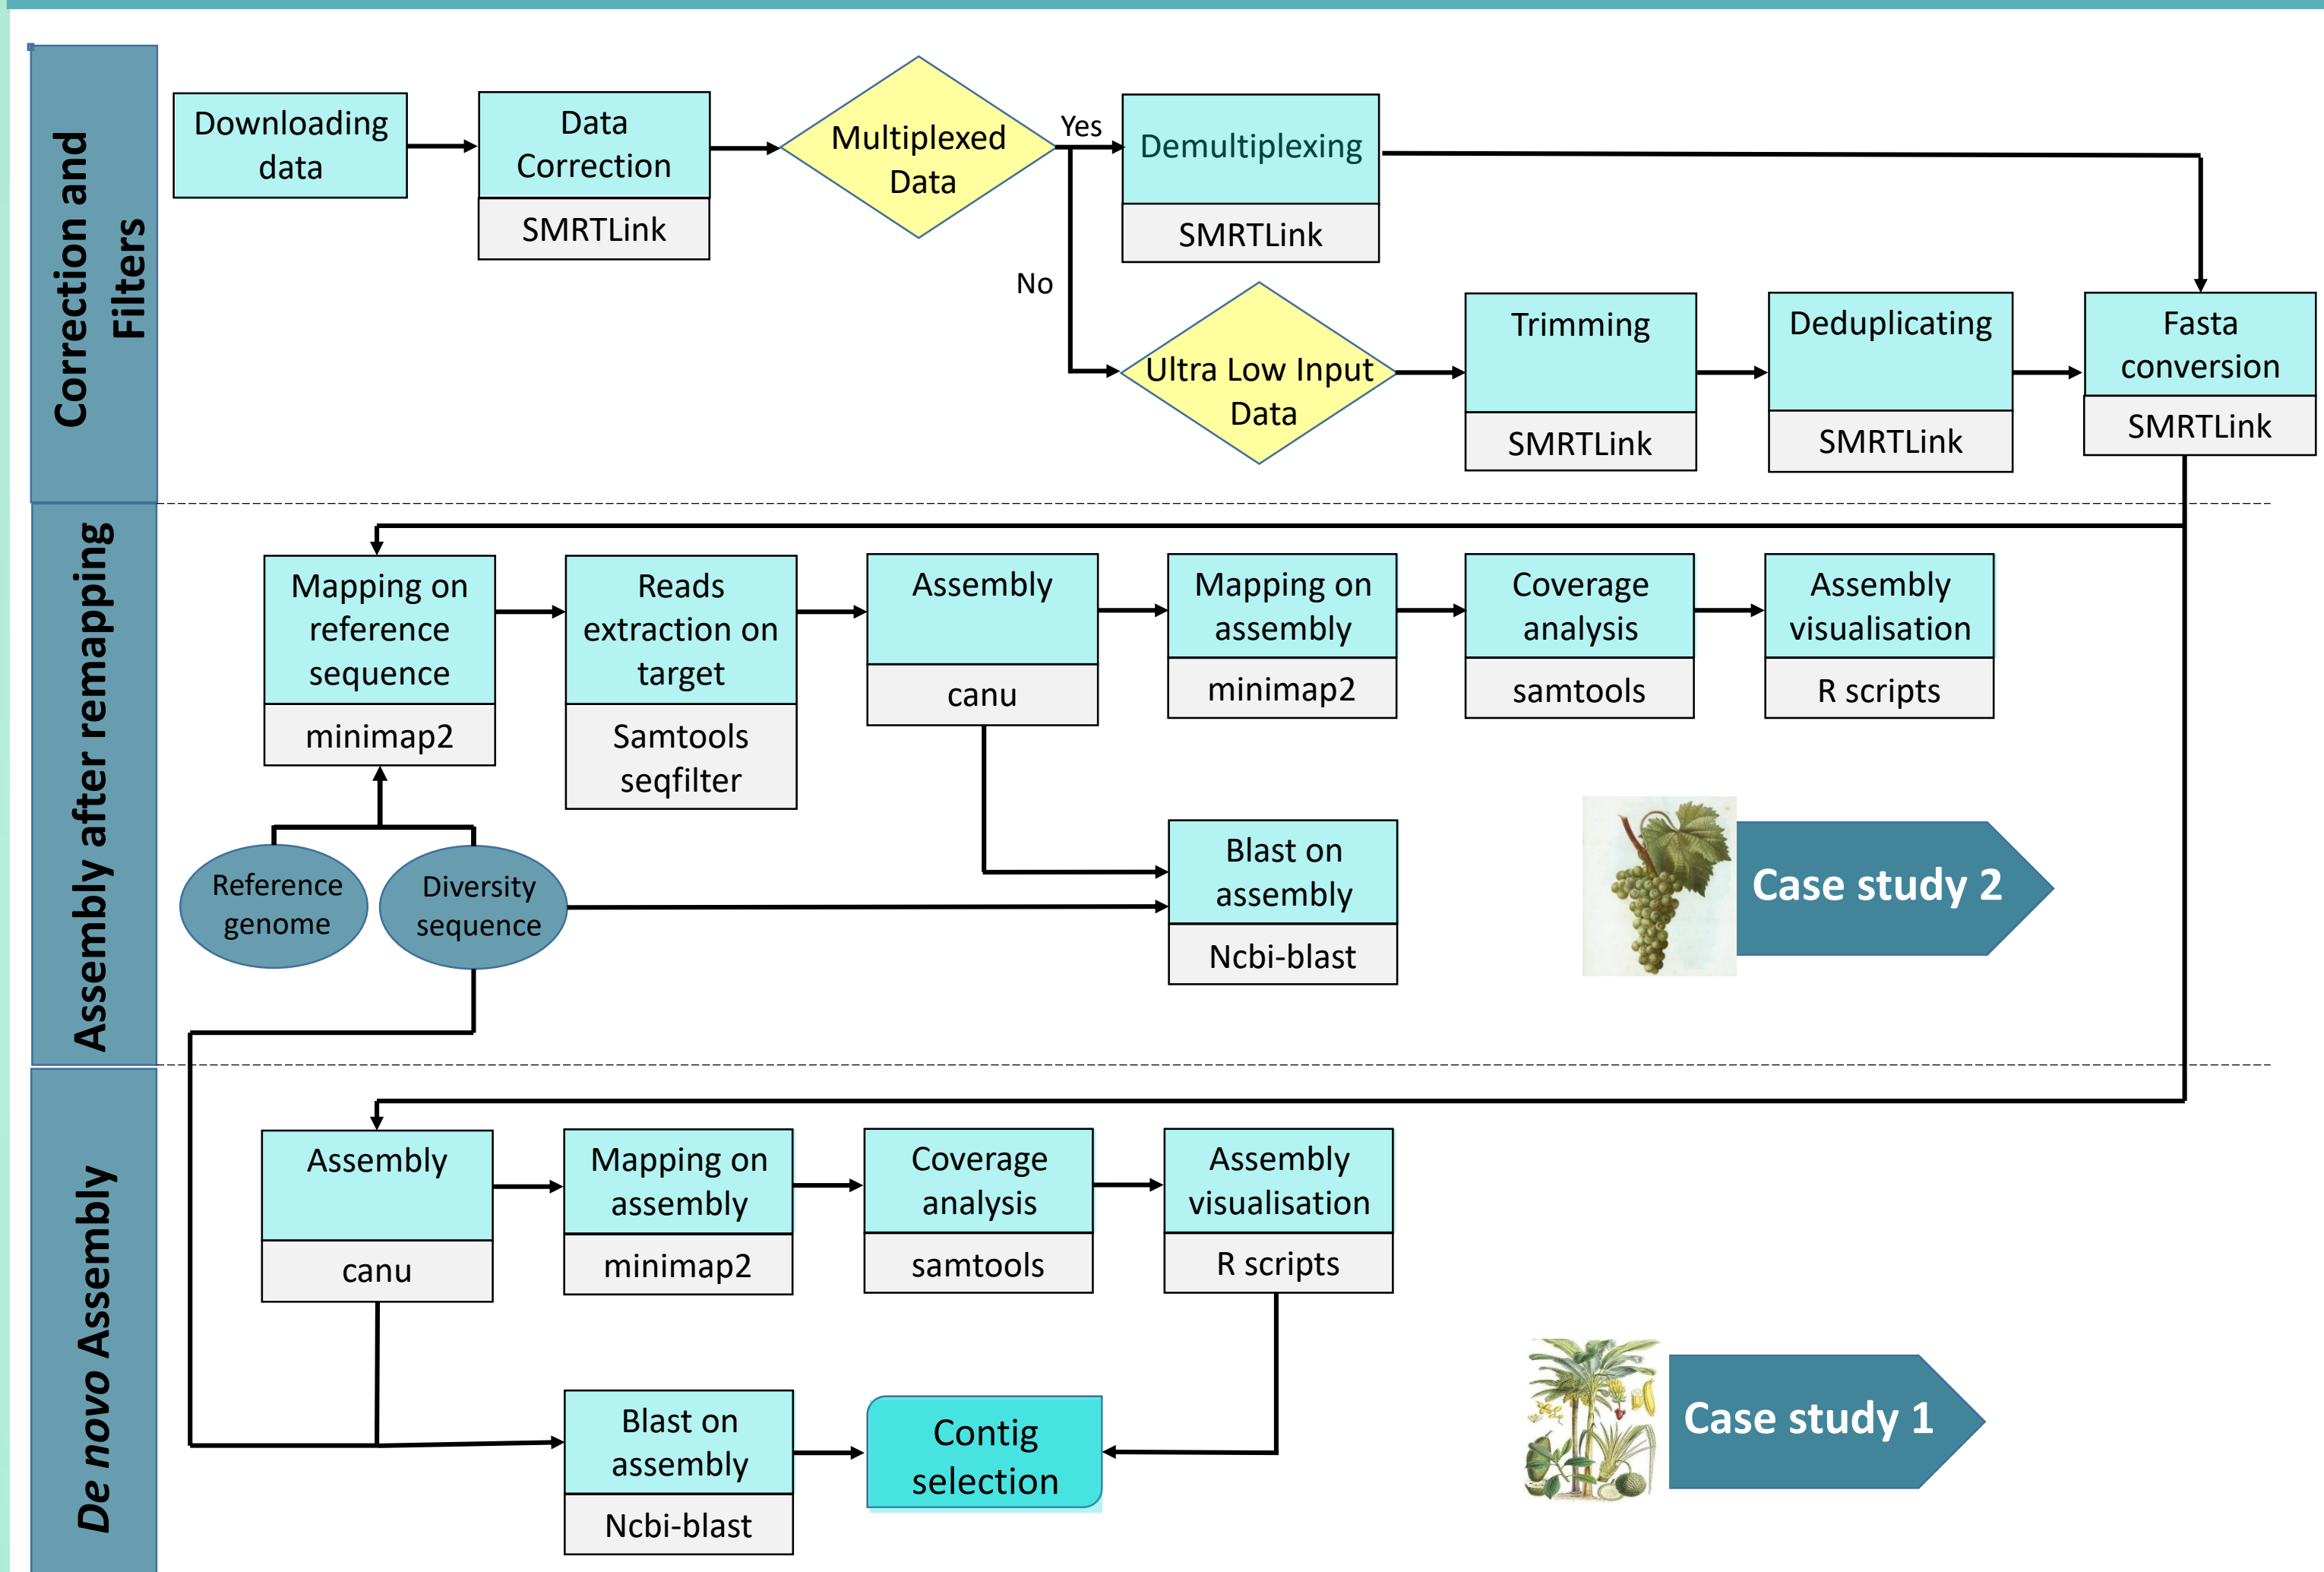 Correction and
Filters
Downloading
data
Data
Correction
SMRTLink
Multiplexed
Data
Yes
No
Demultiplexing
SMRTLink
Ultra Low Input
Data
Trimming
SMRTLink
Deduplicating
SMRTLink
Fasta
conversion
SMRTLink
Assembly after remapping
Mapping on
reference
sequence
minimap2
Reads
extraction on
target
Samtools
seqfilter
Assembly
canu
Mapping on
assembly
minimap2
Coverage
analysis
samtools
Assembly
visualisation
R scripts
Reference
genome
Diversity
sequence
Blast on
assembly
Ncbi-blast
Case study 2
De novo Assembly
Assembly
canu
Mapping on
assembly
minimap2
Coverage
analysis
samtools
Assembly
visualisation
R scripts
Blast on
assembly
Ncbi-blast
Contig
selection
Case study 1